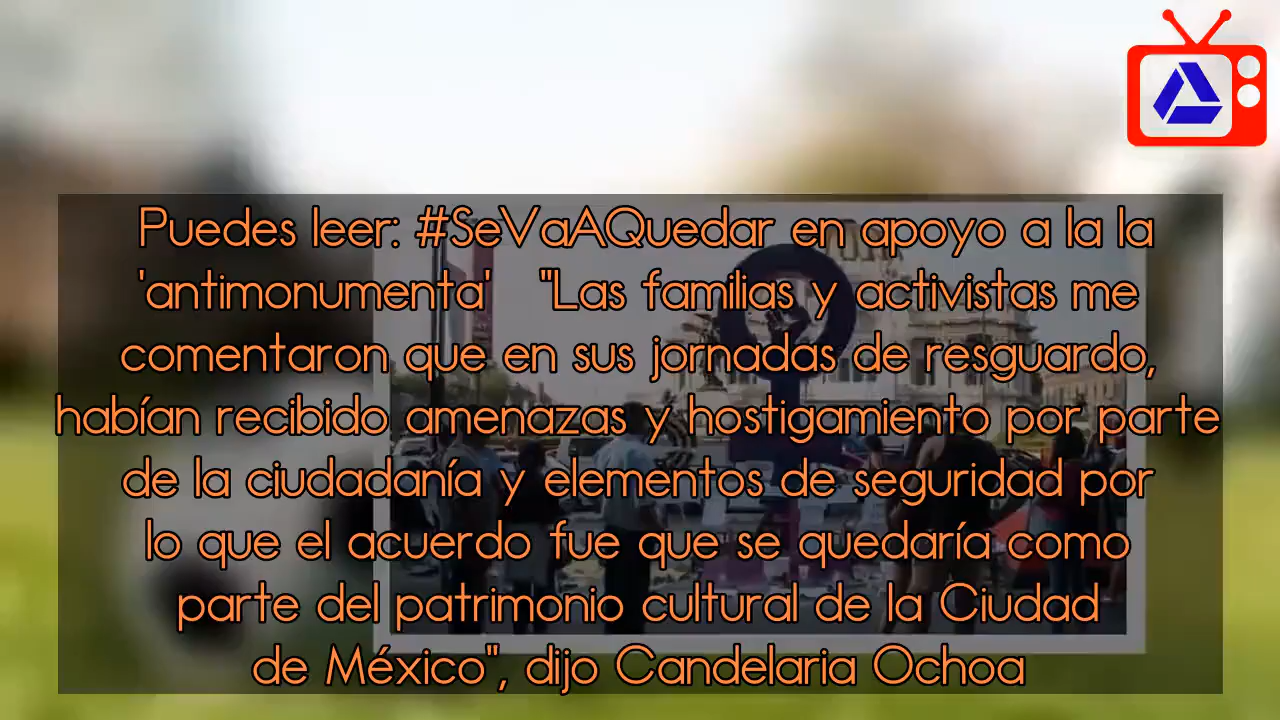 Puedes leer: #SeVaAQuedar en apoyo a la la
'antimonumenta' "Las familias y activistas me
comentaron que en sus jornadas de resguardo,
habían recibido amenazas y hostigamiento por parte
de la ciudadanía y elementos de seguridad por
lo que el acuerdo fue que se quedaría como
parte del patrimonio cultural de la Ciudad
de México", dijo Candelaria Ochoa